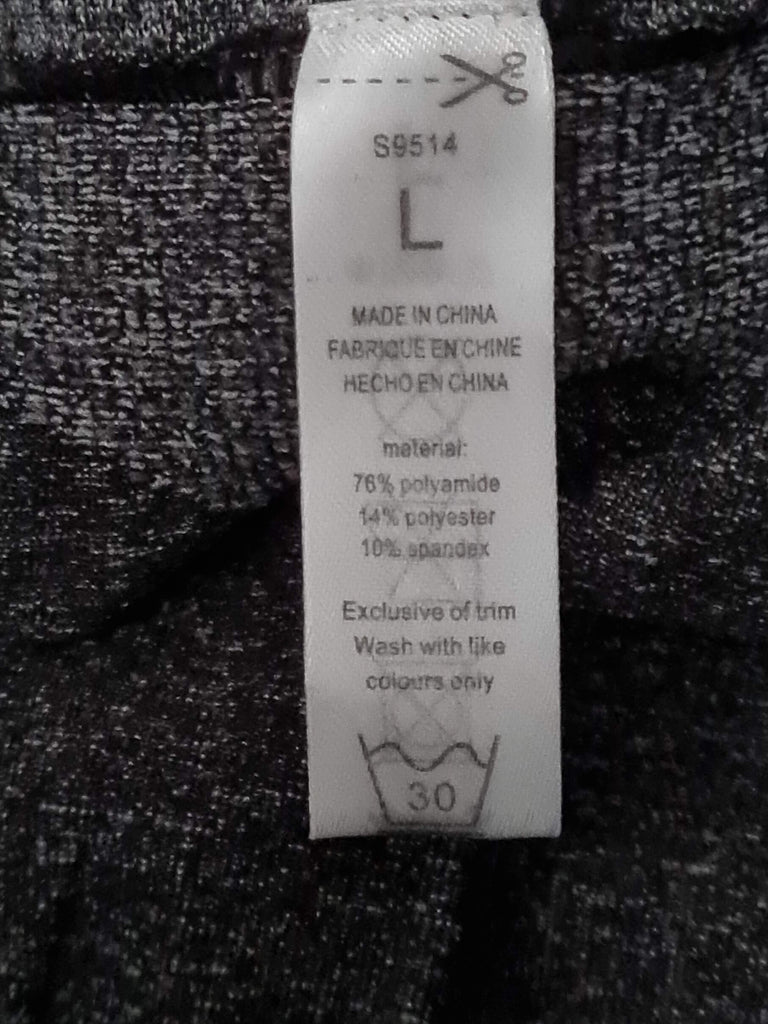 S9514
L
MADE IN CHINA
FABRIQUE EN CHINE
HECHO EN CHINA
material:
76% polyamide
14% polyester
10% spandex
Exclusive of trim
Wash with like
colours only
30